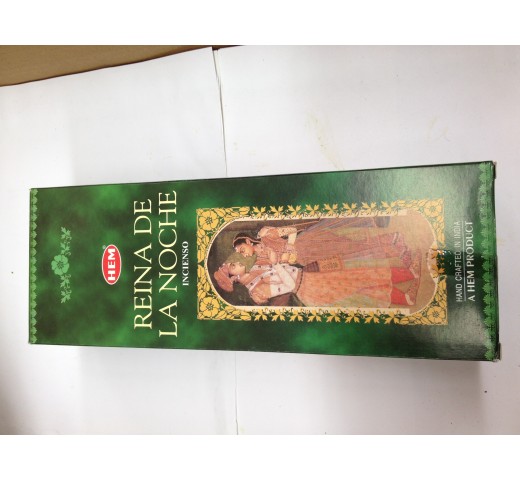 HEM
REINA DE
LA NOCHE
INCIENSO
HAND CRAFTED IN INDIA
A HEM PRODUCT